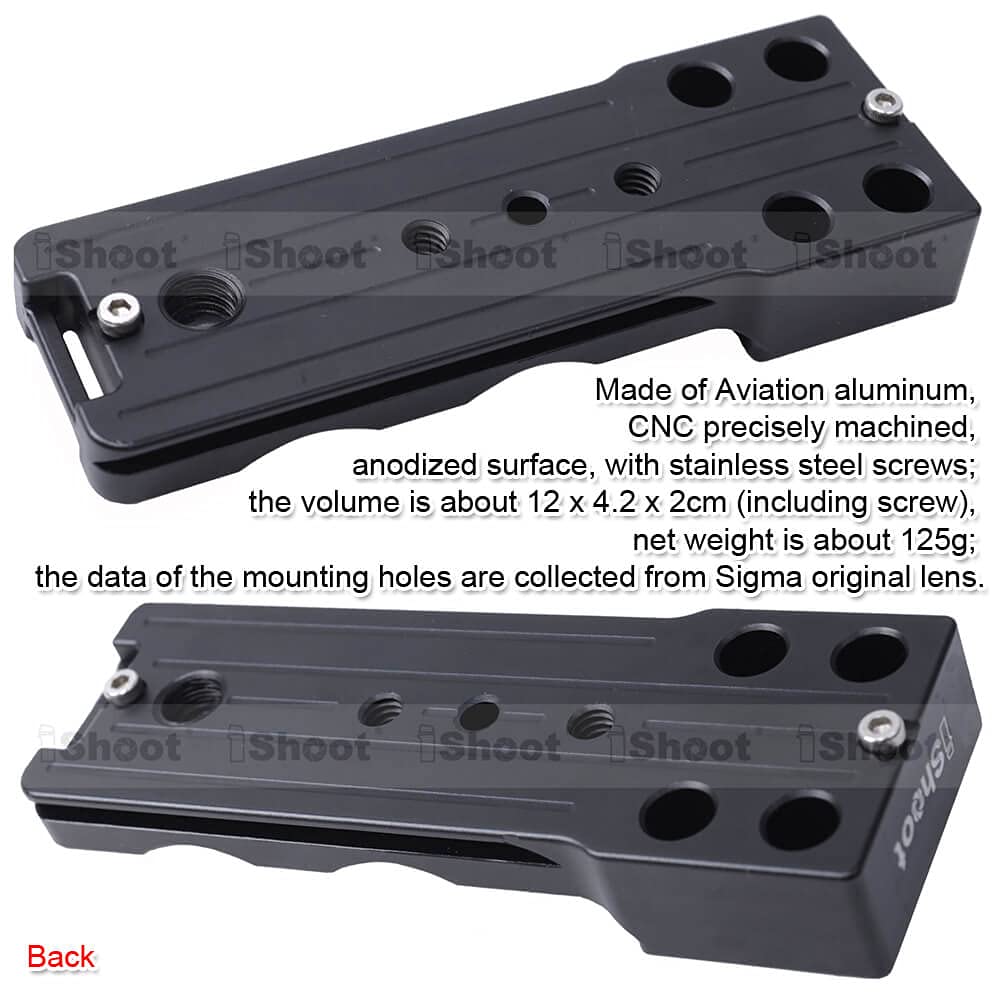 iShoot iShoot iShoot iShoot iShoot
Made of Aviation aluminum,
CNC precisely machined,
anodized surface, with stainless steel screws;
the volume is about 12 x 4.2 x 2cm (including screw),
net weight is about 125g;
the data of the mounting holes are collected from Sigma original lens.
iShoot iShoot iShoot iShoot iShoot
iShoot
Back